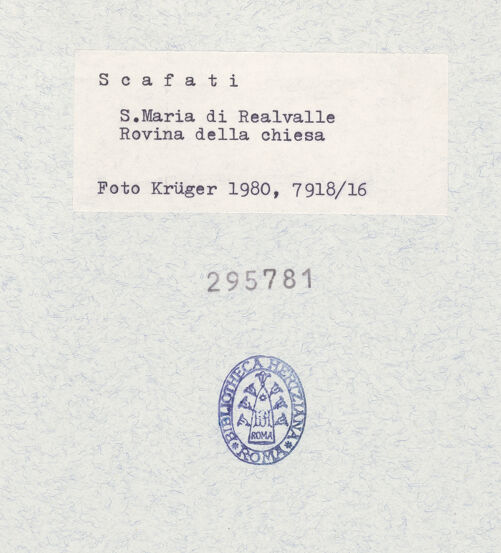 S c a f a t i
S.Maria di Realvalle
Rovina della chiesa
Foto Krüger 1980, 7918/16
295781
BIBLIOTHECA HERTZIANA
ROMA
ROMA